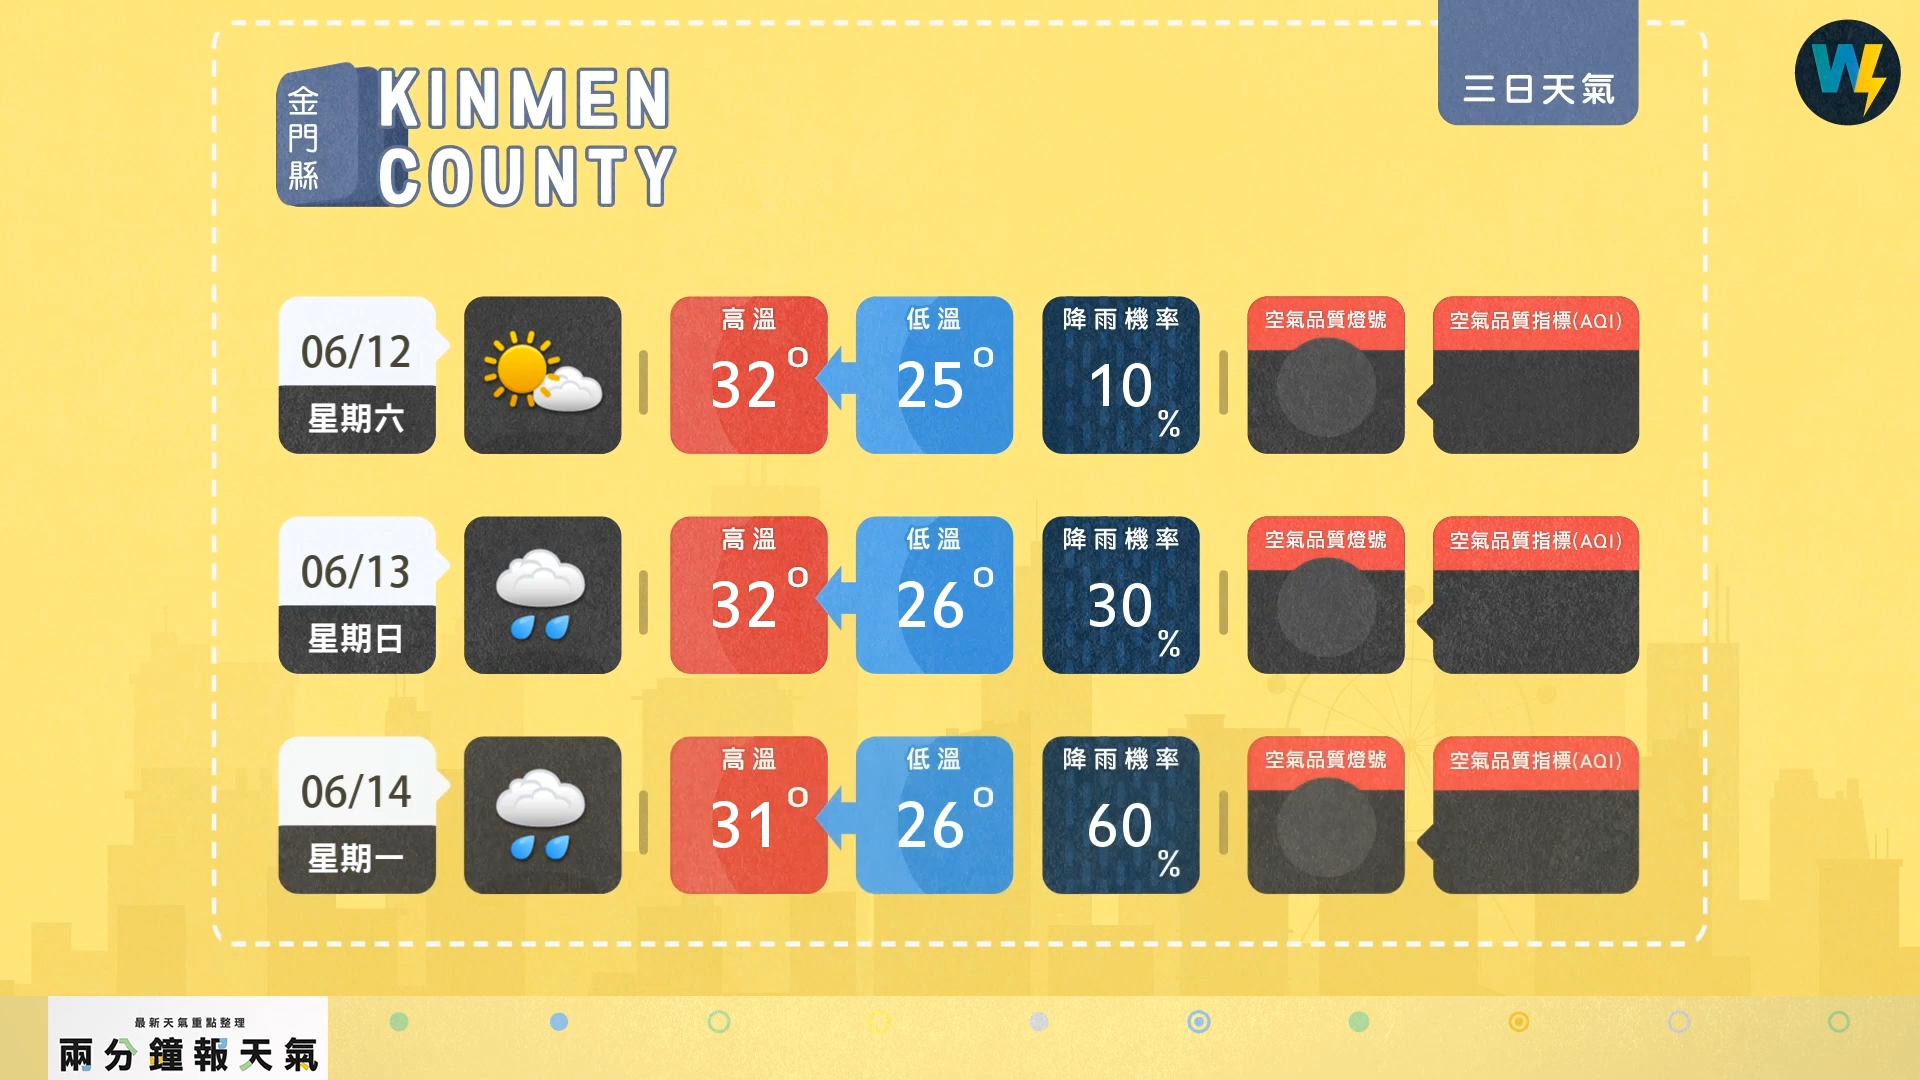 金門縣
KINMEN
COUNTY
三日天氣
W
06/12
星期六
高溫
32°
低溫
25°
降雨機率
10%
空氣品質燈號
空氣品質指標(AQI)
06/13
星期日
高溫
32°
低溫
26°
降雨機率
30%
空氣品質燈號
空氣品質指標(AQI)
06/14
星期一
高溫
31°
低溫
26°
降雨機率
60%
空氣品質燈號
空氣品質指標(AQI)
最新天氣重點整理
兩分鐘報天氣